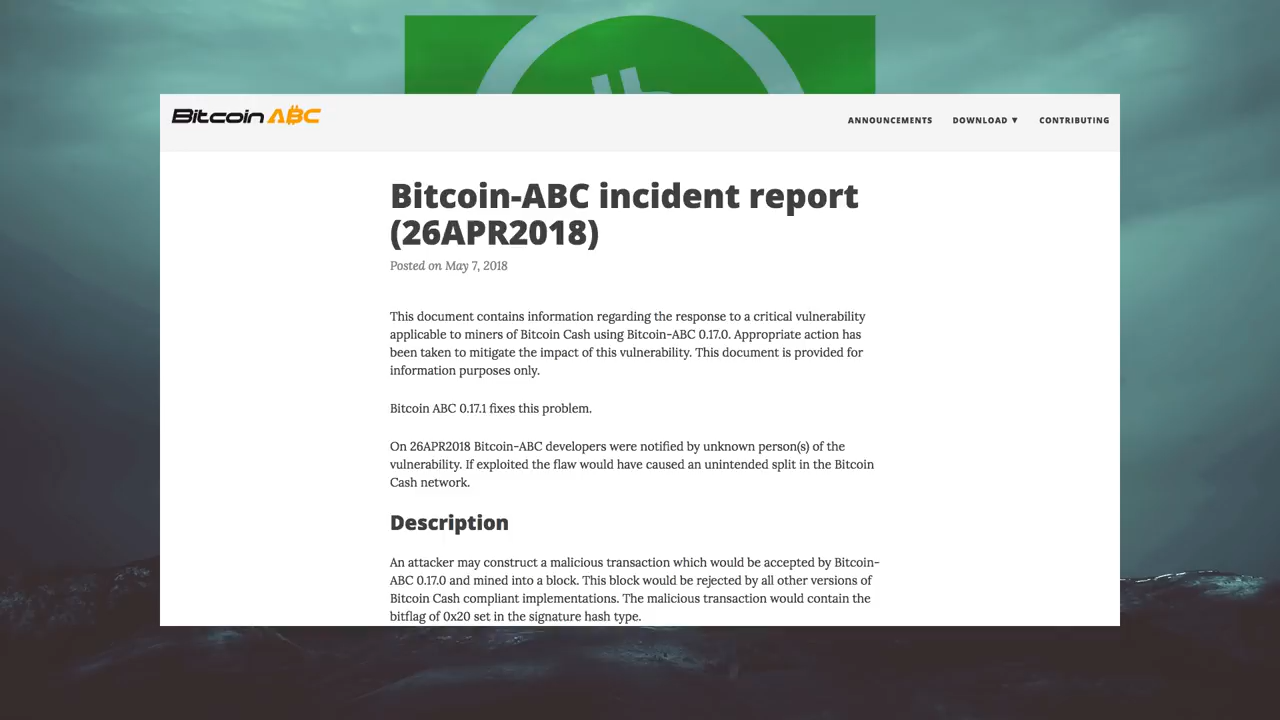 Bitcoin ABC
ANNOUNCEMENTS DOWNLOAD ▼ CONTRIBUTING
Bitcoin-ABC incident report
(26APR2018)
Posted on May 7, 2018
This document contains information regarding the response to a critical vulnerability
applicable to miners of Bitcoin Cash using Bitcoin-ABC 0.17.0. Appropriate action has
been taken to mitigate the impact of this vulnerability. This document is provided for
information purposes only.
Bitcoin ABC 0.17.1 fixes this problem.
On 26APR2018 Bitcoin-ABC developers were notified by unknown person(s) of the
vulnerability. If exploited the flaw would have caused an unintended split in the Bitcoin
Cash network.
Description
An attacker may construct a malicious transaction which would be accepted by Bitcoin-
ABC 0.17.0 and mined into a block. This block would be rejected by all other versions of
Bitcoin Cash compliant implementations. The malicious transaction would contain the
bitflag of 0x20 set in the signature hash type.